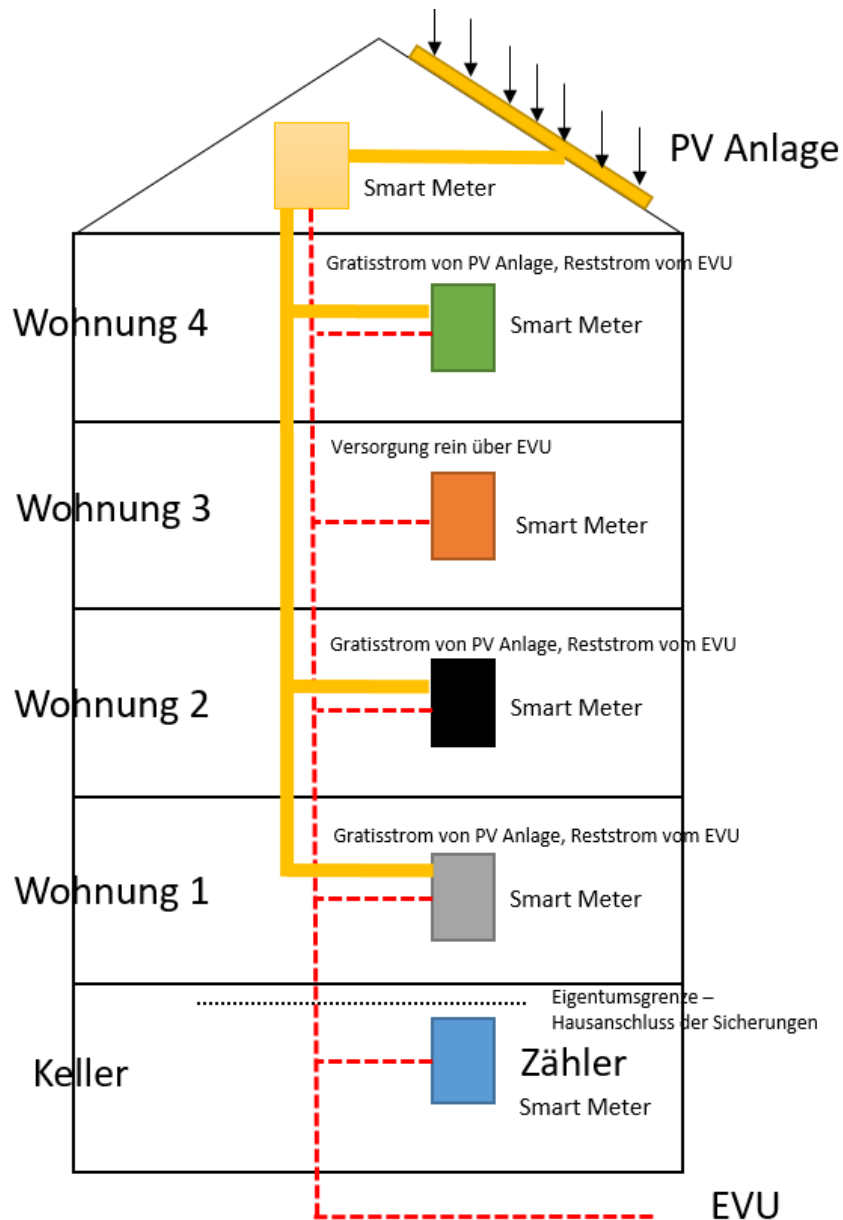 PV Anlage
Smart Meter
Gratisstrom von PV Anlage, Reststrom vom EVU
Wohnung 4
Smart Meter
Versorgung rein über EVU
Wohnung 3
Smart Meter
Gratisstrom von PV Anlage, Reststrom vom EVU
Wohnung 2
Smart Meter
Gratisstrom von PV Anlage, Reststrom vom EVU
Wohnung 1
Smart Meter
Eigentumsgrenze –
Hausanschluss der Sicherungen
Keller
Zähler
Smart Meter
EVU